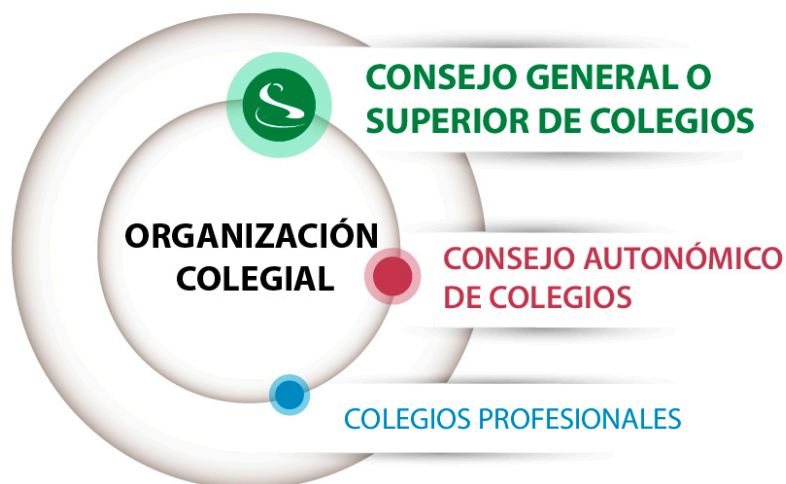 CONSEJO GENERAL O
SUPERIOR DE COLEGIOS
ORGANIZACIÓN
COLEGIAL
CONSEJO AUTONÓMICO
DE COLEGIOS
COLEGIOS PROFESIONALES